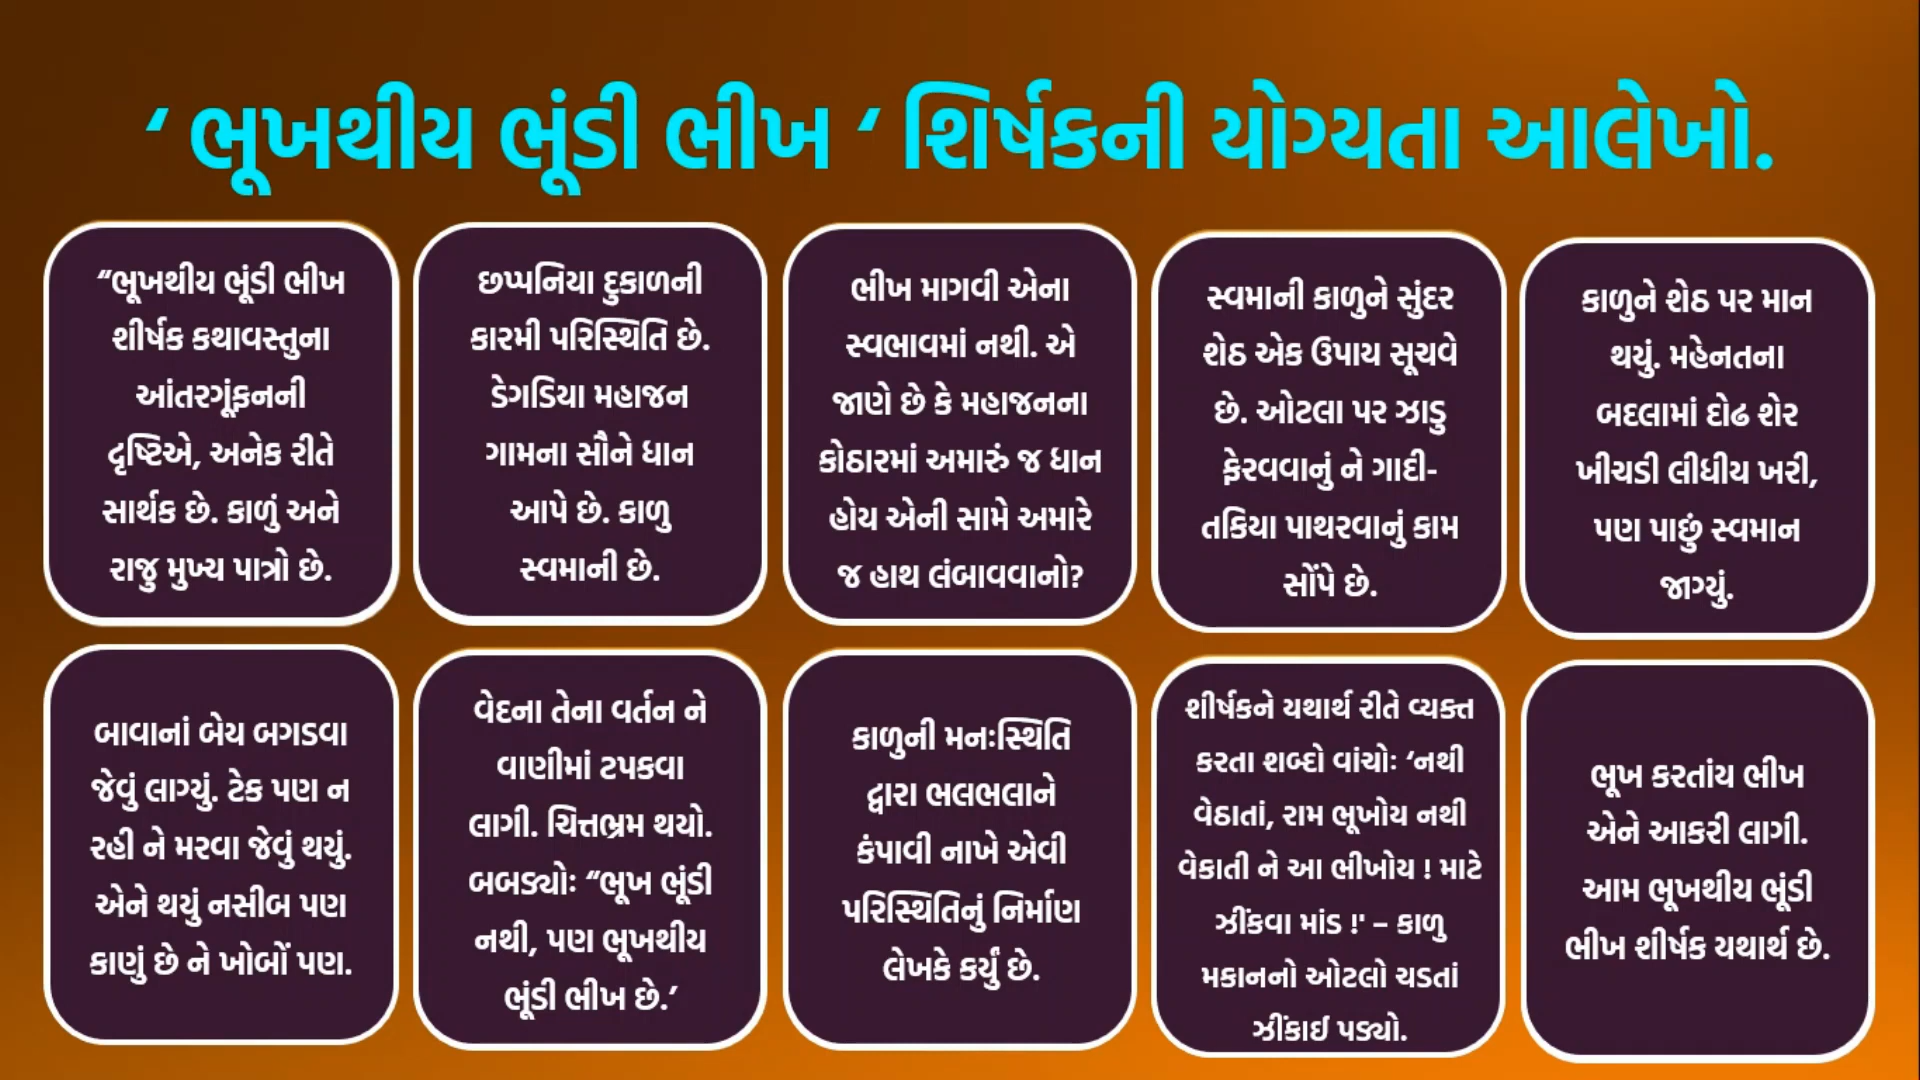 ‘ ભૂખથીય ભૂંડી ભીખ ‘ શિર્ષકની યોગ્યતા આલેખો.
“ભૂખથીય ભૂંડી ભીખ
શીર્ષક કથાવસ્તુના
આંતરગૂંફનની
દૃષ્ટિએ, અનેક રીતે
સાર્થક છે. કાળું અને
રાજુ મુખ્ય પાત્રો છે.
છપ્પનિયા દુકાળની
કારમી પરિસ્થિતિ છે.
ડેગડિયા મહાજન
ગામના સૌને ધાન
આપે છે. કાળુ
સ્વમાની છે.
ભીખ માગવી એના
સ્વભાવમાં નથી. એ
જાણે છે કે મહાજનના
કોઠારમાં અમારું જ ધાન
હોય એની સામે અમારે
જ હાથ લંબાવવાનો?
સ્વમાની કાળુને સુંદર
શેઠ એક ઉપાય સૂચવે
છે. ઓટલા પર ઝાડુ
ફેરવવાનું ને ગાદી-
તકિયા પાથરવાનું કામ
સોંપે છે.
કાળુને શેઠ પર માન
થયું. મહેનતના
બદલામાં દોઢ શેર
ખીચડી લીધીય ખરી,
પણ પાછું સ્વમાન
જાગ્યું.
બાવાનાં બેય બગડવા
જેવું લાગ્યું. ટેક પણ ન
રહી ને મરવા જેવું થયું.
એને થયું નસીબ પણ
કાણું છે ને ખોબોં પણ.
વેદના તેના વર્તન ને
વાણીમાં ટપકવા
લાગી. ચિત્તભ્રમ થયો.
બબડ્યોઃ “ભૂખ ભૂંડી
નથી, પણ ભૂખથીય
ભૂંડી ભીખ છે.’
કાળુની મનઃસ્થિતિ
દ્વારા ભલભલાને
કંપાવી નાખે એવી
પરિસ્થિતિનું નિર્માણ
લેખકે કર્યું છે.
શીર્ષકને યથાર્થ રીતે વ્યક્ત
કરતા શબ્દો વાંચોઃ ‘નથી
વેઠાતાં, રામ ભૂખોય નથી
વેકાતી ને આ ભીખોય ! માટે
ઝીંકવા માંડ !' – કાળુ
મકાનનો ઓટલો ચડતાં
ઝીંકાઈ પડ્યો.
ભૂખ કરતાંય ભીખ
એને આકરી લાગી.
આમ ભૂખથીય ભૂંડી
ભીખ શીર્ષક યથાર્થ છે.